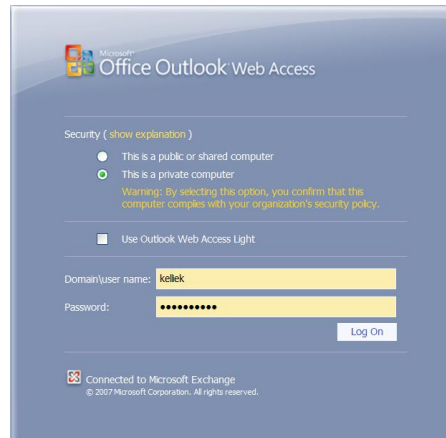 Microsoft®
Office Outlook Web Access
Security ( show explanation )
This is a public or shared computer
This is a private computer
Warning: By selecting this option, you confirm that this
computer complies with your organization's security policy.
Use Outlook Web Access Light
Domain\user name: kellek
Password: ••••••••••
Log On
Connected to Microsoft Exchange
© 2007 Microsoft Corporation. All rights reserved.